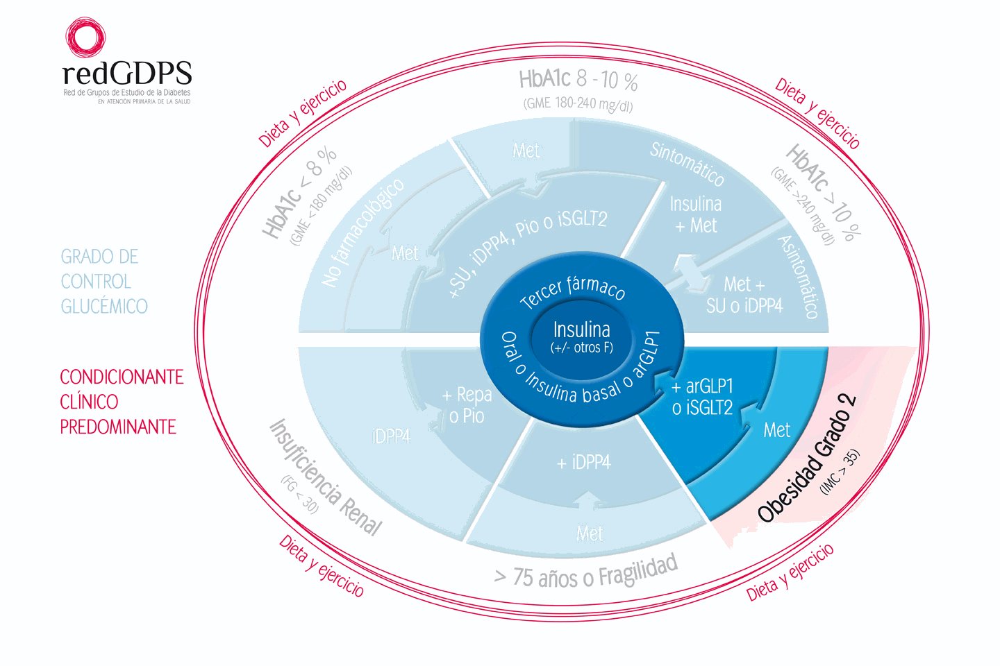 redGDPS
Red de Grupos de Estudio de la Diabetes
EN ATENCIÓN PRIMARIA DE LA SALUD
Dieta y ejercicio
HbA1c 8 - 10 %
(GME 180-240 mg/dl)
Dieta y ejercicio
HbA1c < 8 %
(GME <180 mg/dl)
HbA1c > 10 %
(GME >240 mg/dl)
No farmacológico
Met
Met
+SU, iDPP4, Pio o iSGLT2
Sintomático
Insulina
+ Met
Asintomático
Met +
SU o iDPP4
GRADO DE
CONTROL
GLUCÉMICO
Tercer fármaco
Oral o Insulina basal o arGLP1
Insulina
(+/- otros F)
CONDICIONANTE
CLÍNICO
PREDOMINANTE
iDPP4
+ Repa
o Pio
Insuficiencia Renal
(FG < 30)
+ iDPP4
Met
> 75 años o Fragilidad
+ arGLP1
o iSGLT2
Met
Obesidad Grado 2
(IMC > 35)
Dieta y ejercicio
Dieta y ejercicio